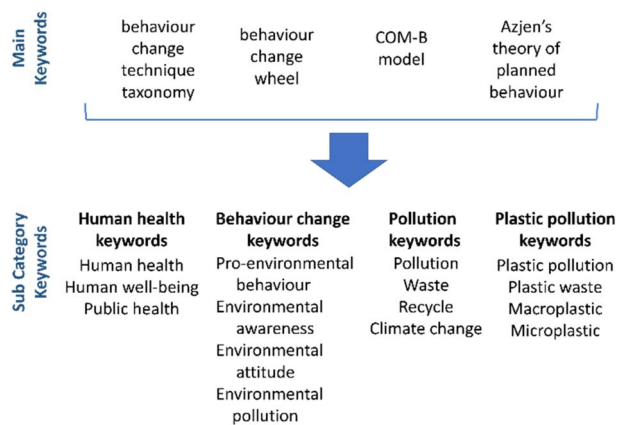 Main
Keywords
behaviour
change
technique
taxonomy
behaviour
change
wheel
COM-B
model
Azjen's
theory of
planned
behaviour
Sub Category
Keywords
Human health
keywords
Human health
Human well-being
Public health
Behaviour change
keywords
Pro-environmental
behaviour
Environmental
awareness
Environmental
attitude
Environmental
pollution
Pollution
keywords
Pollution
Waste
Recycle
Climate change
Plastic pollution
keywords
Plastic pollution
Plastic waste
Macroplastic
Microplastic